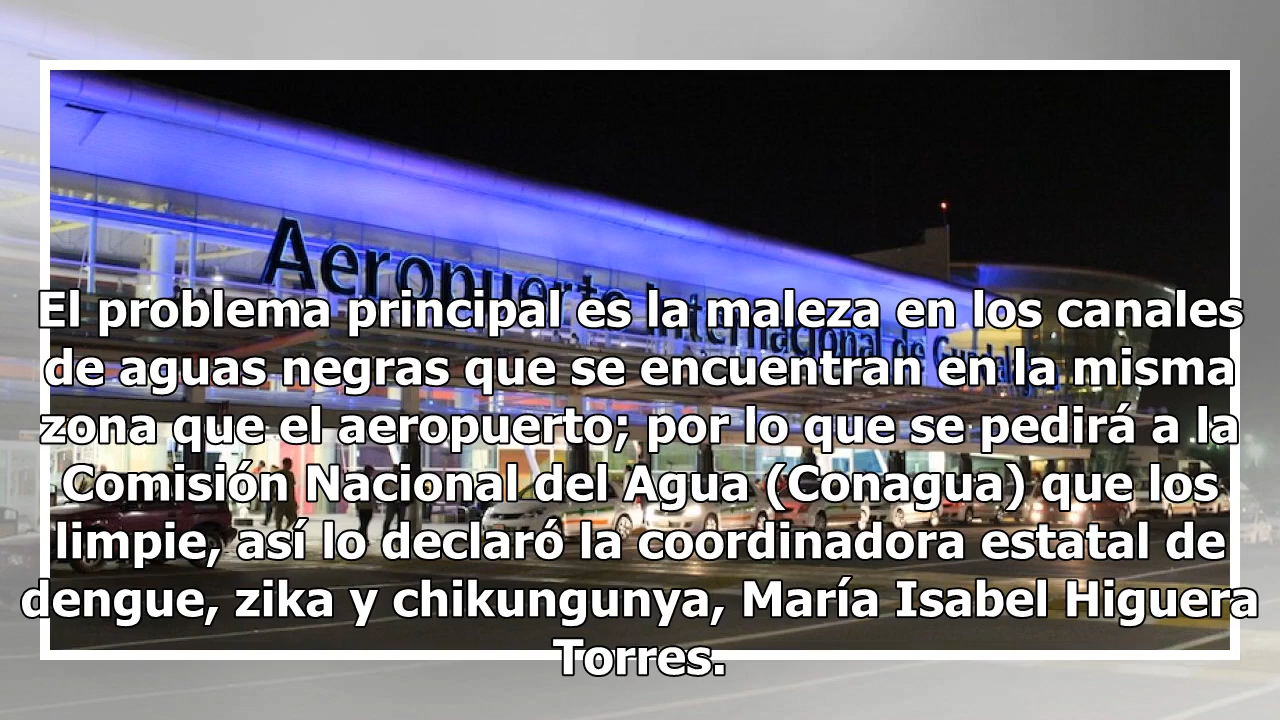 Aeropuerto Internacional de
El problema principal es la maleza en los canales
de aguas negras que se encuentran en la misma
zona que el aeropuerto; por lo que se pedirá a la
Comisión Nacional del Agua (Conagua) que los
limpie, así lo declaró la coordinadora estatal de
dengue, zika y chikungunya, María Isabel Higuera
Torres.